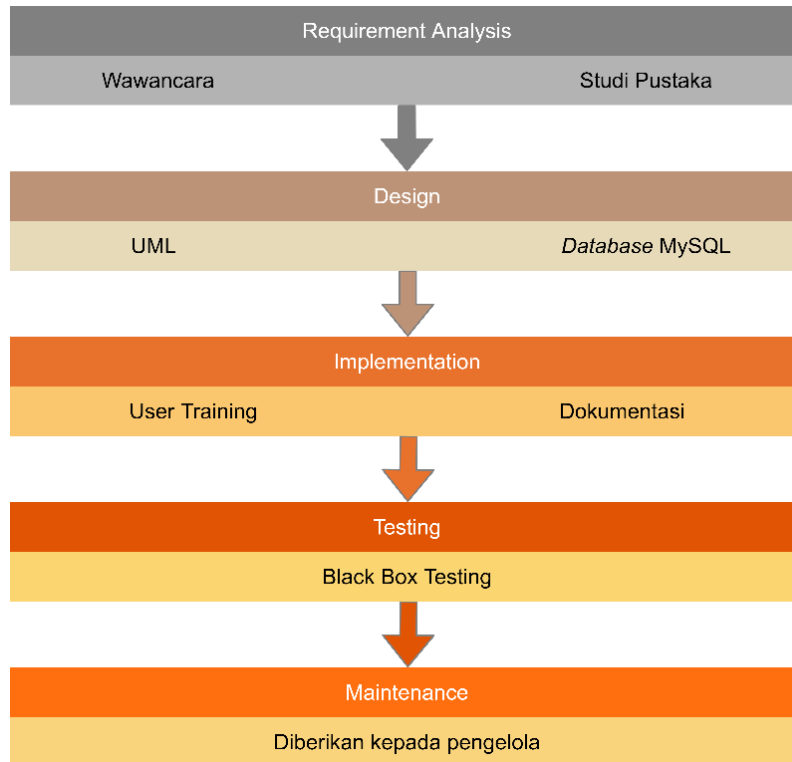 Requirement Analysis
Wawancara Studi Pustaka
Design
UML Database MySQL
Implementation
User Training Dokumentasi
Testing
Black Box Testing
Maintenance
Diberikan kepada pengelola